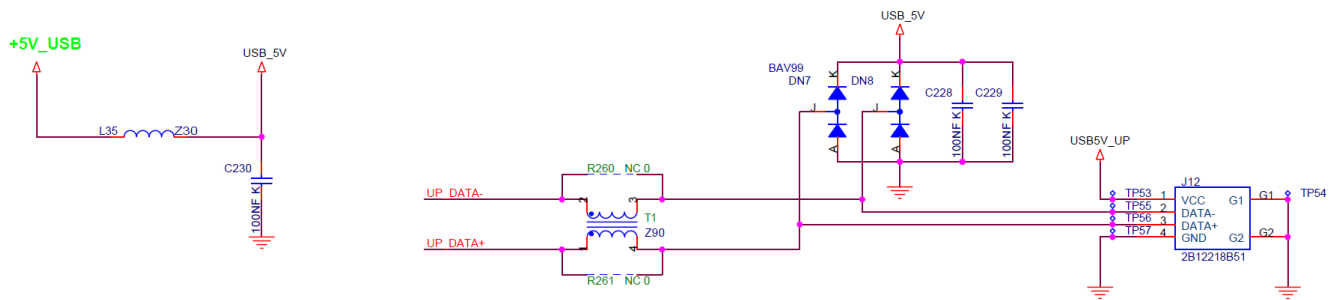 +5V_USB
USB_5V
L35
Z30
C230
100NF K
UP_DATA-
UP_DATA+
R260 NC 0
2
3
T1
1
4
Z90
R261 NC 0
USB_5V
BAV99
DN7
DN8
K
K
J
J
A
A
C228
100NF K
C229
100NF K
USB5V_UP
J12
TP53
1
VCC
G1
G1
TP54
TP55
2
DATA-
TP56
3
DATA+
TP57
4
GND
G2
G2
2B12218B51